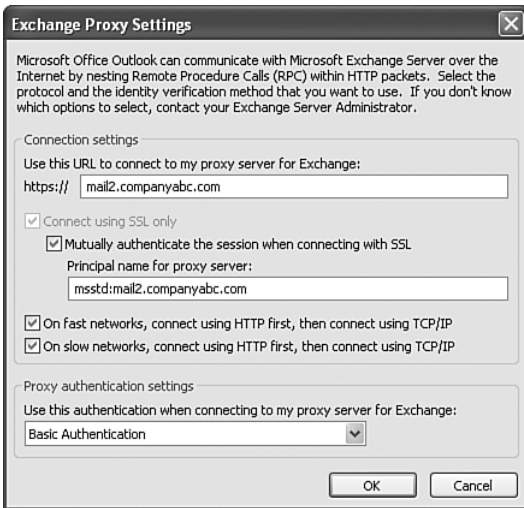 Exchange Proxy Settings
Microsoft Office Outlook can communicate with Microsoft Exchange Server over the
Internet by nesting Remote Procedure Calls (RPC) within HTTP packets. Select the
protocol and the identity verification method that you want to use. If you don't know
which options to select, contact your Exchange Server Administrator.
Connection settings
Use this URL to connect to my proxy server for Exchange:
https:// mail2.companyabc.com
Connect using SSL only
Mutually authenticate the session when connecting with SSL
Principal name for proxy server:
msstd:mail2.companyabc.com
On fast networks, connect using HTTP first, then connect using TCP/IP
On slow networks, connect using HTTP first, then connect using TCP/IP
Proxy authentication settings
Use this authentication when connecting to my proxy server for Exchange:
Basic Authentication
OK Cancel